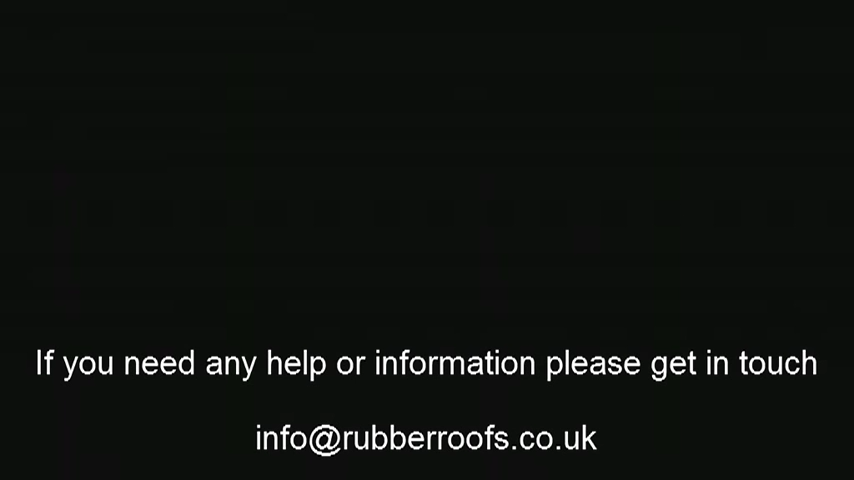 If you need any help or information please get in touch
info@rubberroofs.co.uk